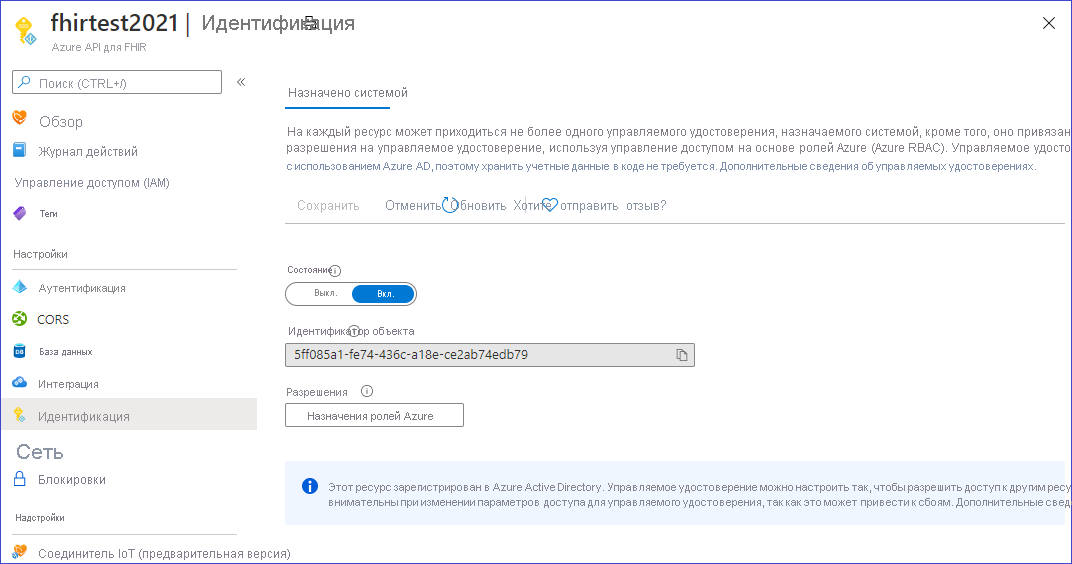 fhirtest2021 | Идентификация
Azure API для FHIR
Поиск (CTRL+/)
«
Обзор
Журнал действий
Управление доступом (IAM)
Теги
Настройки
Аутентификация
CORS
База данных
Интеграция
Идентификация
Сеть
Блокировки
Надстройки
Соединитель IoT (предварительная версия)
Назначено системой
На каждый ресурс может приходиться не более одного управляемого удостоверения, назначаемого системой, кроме того, оно привязан
разрешения на управляемое удостоверение, используя управление доступом на основе ролей Azure (Azure RBAC). Управляемое удосто
с использованием Azure AD, поэтому хранить учетные данные в коде не требуется. Дополнительные сведения об управляемых удостоверениях.
Сохранить Отменить Обновить Хотите отправить отзыв?
Состояние
Выкл. Вкл.
Идентификатор объекта
5ff085a1-fe74-436c-a18e-ce2ab74edb79
Разрешения
Назначения ролей Azure
Этот ресурс зарегистрирован в Azure Active Directory. Управляемое удостоверение можно настроить так, чтобы разрешить доступ к другим ресу
внимательны при изменении параметров доступа для управляемого удостоверения, так как это может привести к сбоям. Дополнительные свед